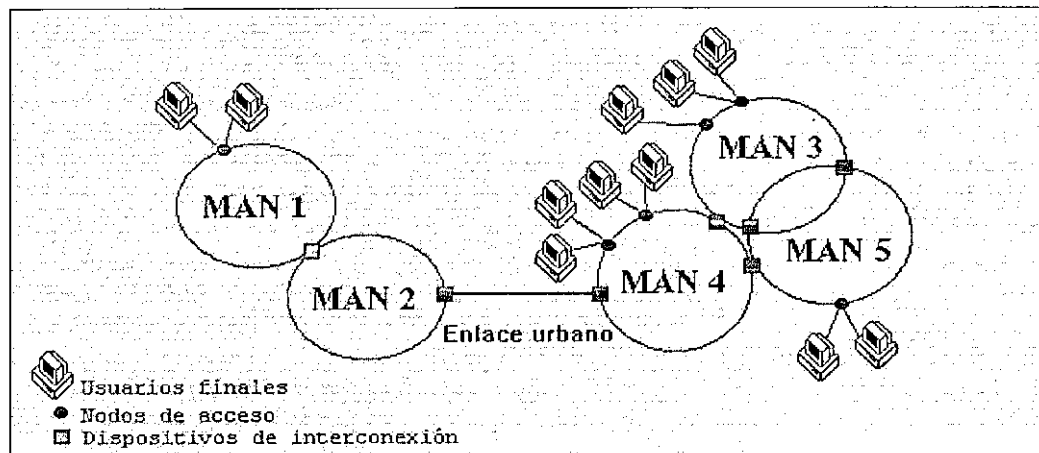 MAN 1
MAN 2
MAN 3
MAN 4
MAN 5
Enlace urbano
Usuarios finales
Nodos de acceso
Dispositivos de interconexión